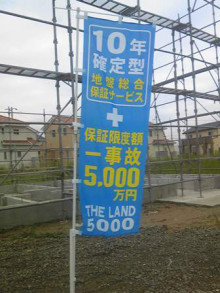 10年
確定型
地盤総合
保証サービス
+
保証限度額
一事故
5,000
万円
THE LAND
5000